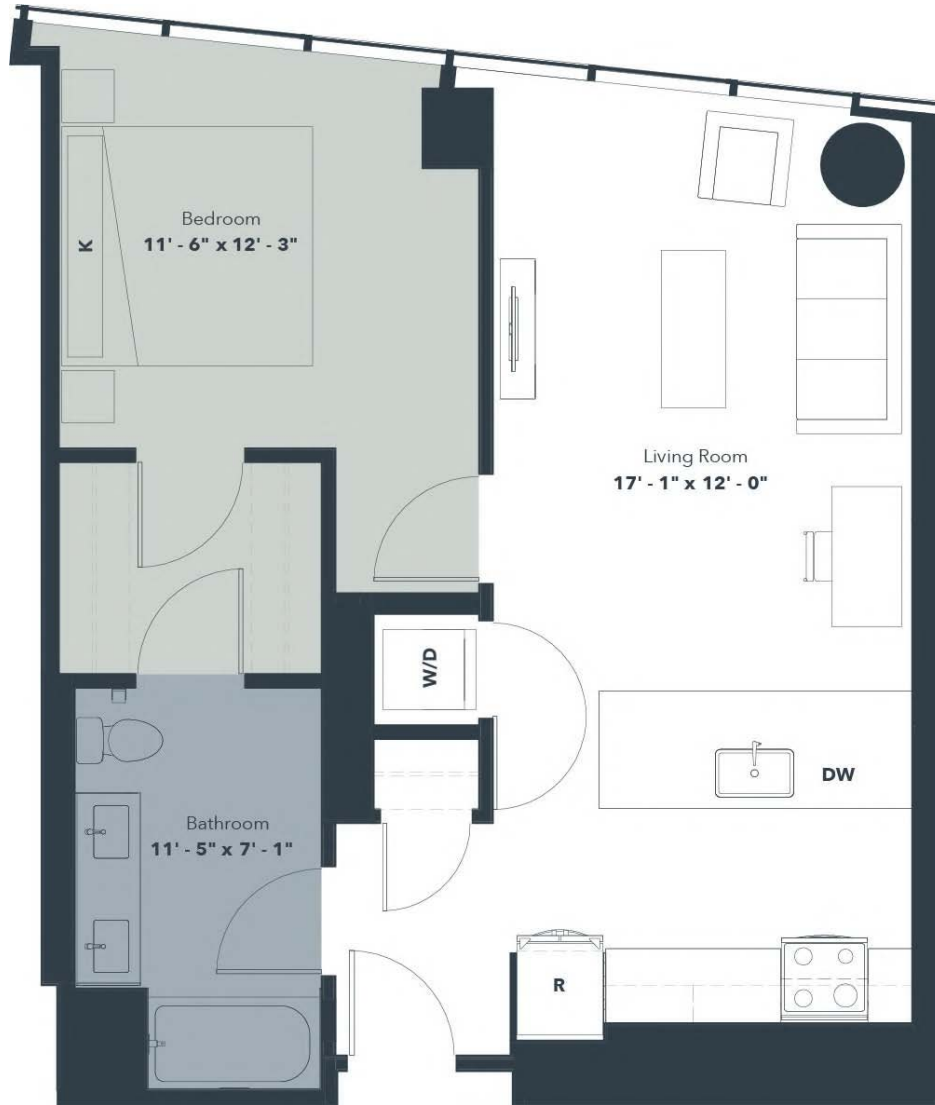 Bedroom
11' - 6" x 12' - 3"
K
Living Room
17' - 1" x 12' - 0"
W/D
DW
Bathroom
11' - 5" x 7' - 1"
R